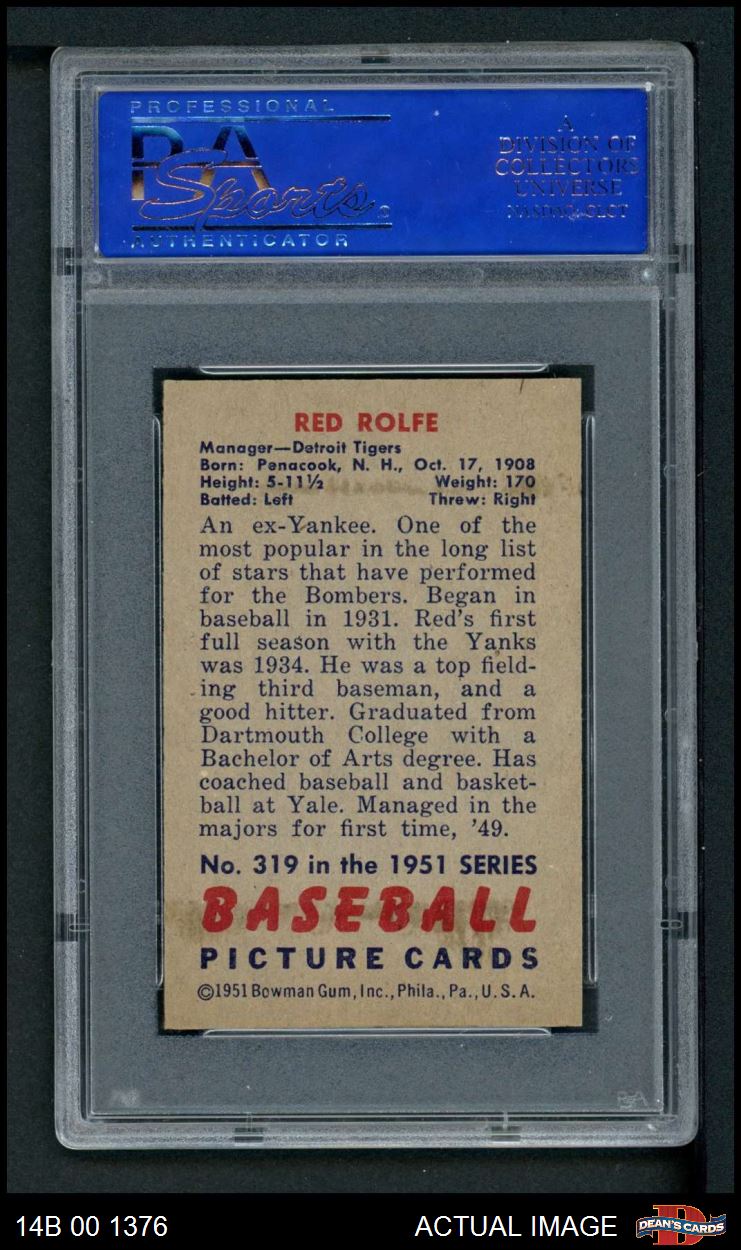 PROFESSIONAL
PSA
Sports
AUTHENTICATOR
A
DIVISION OF
COLLECTORS
UNIVERSE
NASDAQ: CLCT
RED ROLFE
Manager—Detroit Tigers
Born: Penacook, N. H., Oct. 17, 1908
Height: 5-11½ Weight: 170
Batted: Left Threw: Right
An ex-Yankee. One of the
most popular in the long list
of stars that have performed
for the Bombers. Began in
baseball in 1931. Red's first
full season with the Yanks
was 1934. He was a top field-
ing third baseman, and a
good hitter. Graduated from
Dartmouth College with a
Bachelor of Arts degree. Has
coached baseball and basket-
ball at Yale. Managed in the
majors for first time, '49.
No. 319 in the 1951 SERIES
BASEBALL
PICTURE CARDS
©1951 Bowman Gum, Inc., Phila., Pa., U. S. A.
PSA
14B 00 1376
ACTUAL IMAGE
DEAN'S CARDS